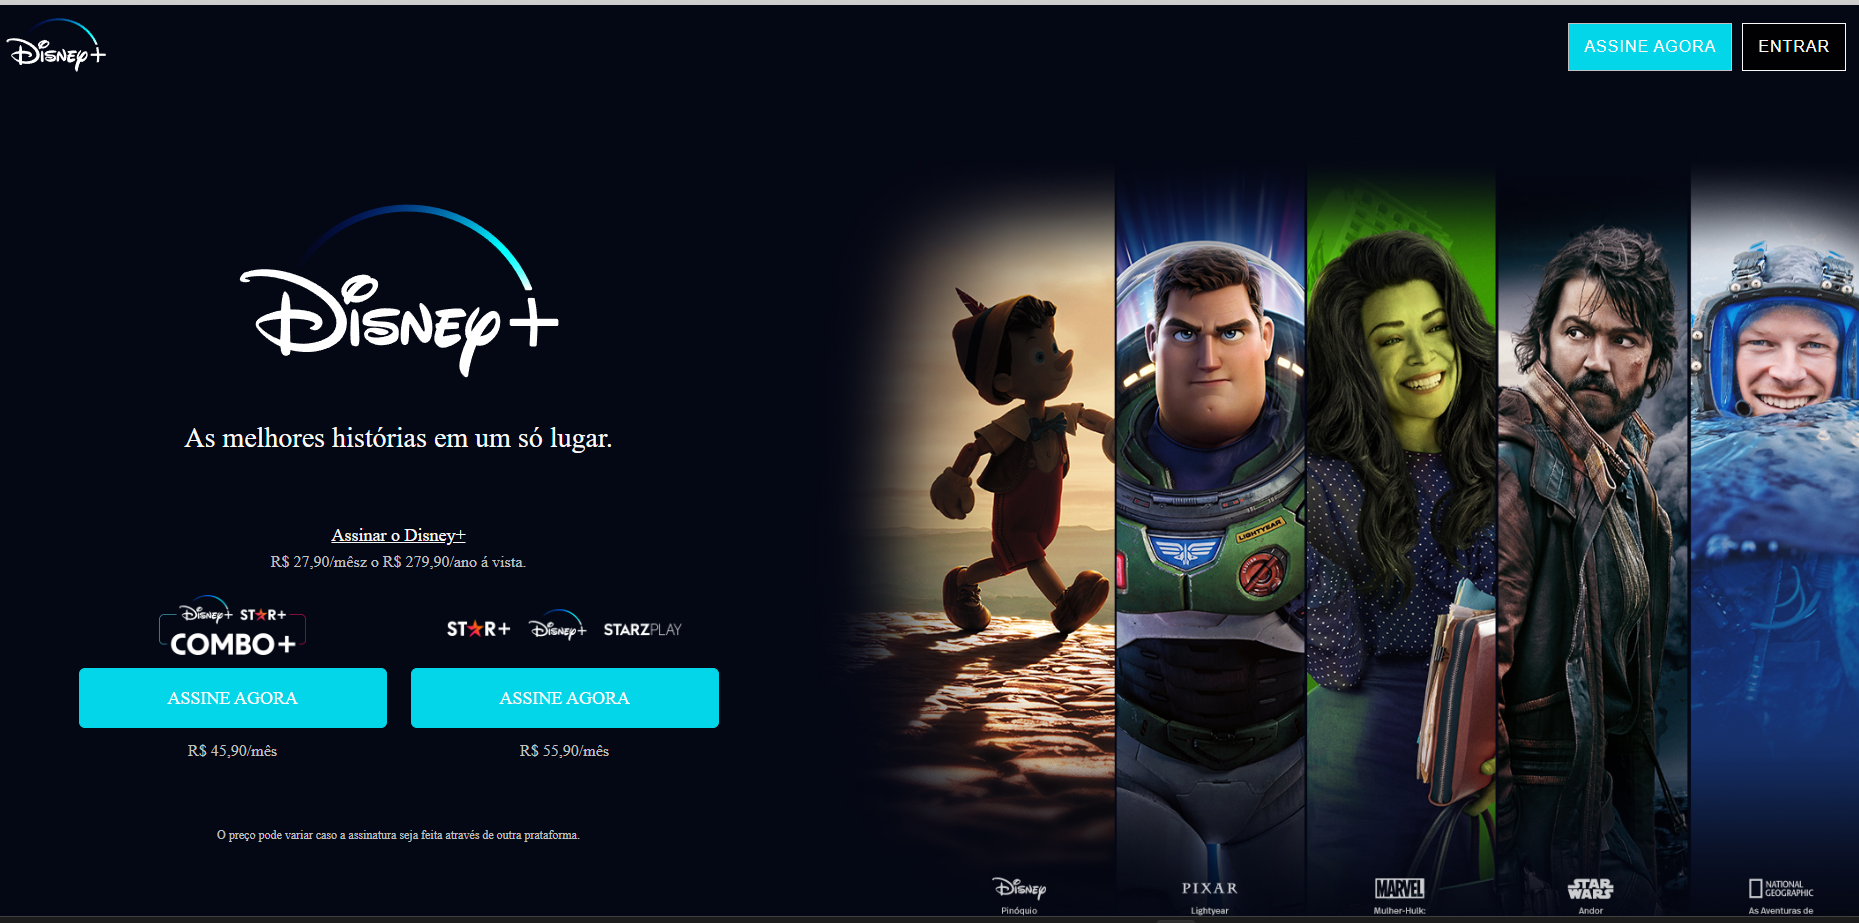 Disney+
ASSINE AGORA
ENTRAR
Disney+
As melhores histórias em um só lugar.
Assinar o Disney+
R$ 27,90/mêsz o R$ 279,90/ano á vista.
Disney+ STAR+
COMBO+
STAR+ Disney+ STARZPLAY
ASSINE AGORA
ASSINE AGORA
R$ 45,90/mês
R$ 55,90/mês
O preço pode variar caso a assinatura seja feita através de outra prataforma.
LIGHTYEAR
Disney
Pinóquio
PIXAR
Lightyear
MARVEL
Mulher-Hulk:
STAR WARS
Andor
NATIONAL GEOGRAPHIC
As Aventuras de